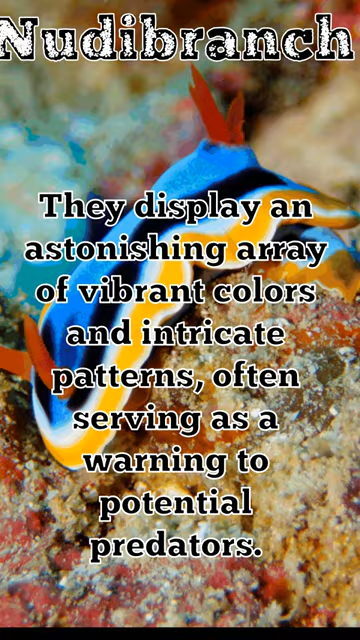 Nudibranch
They display an
astonishing array
of vibrant colors
and intricate
patterns, often
serving as a
warning to
potential
predators.